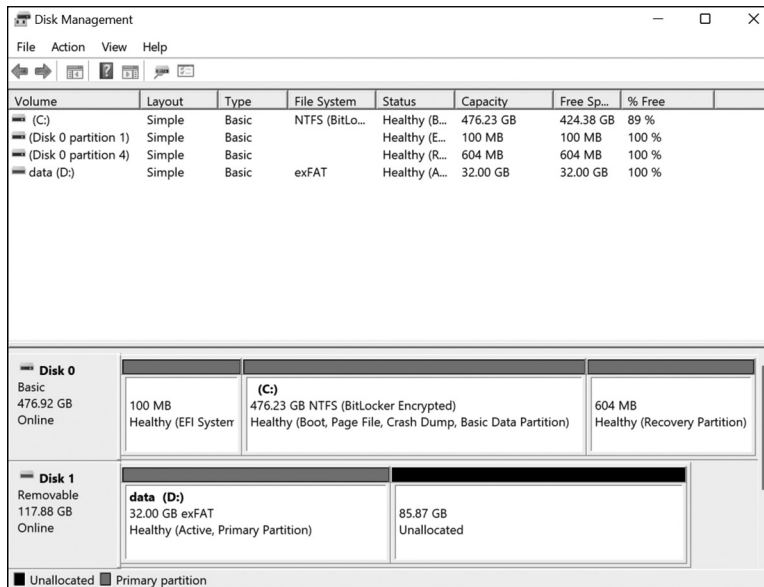 Disk Management
File Action View Help
Volume Layout Type File System Status Capacity Free Sp... % Free
(C:) Simple Basic NTFS (BitLo... Healthy (B... 476.23 GB 424.38 GB 89 %
(Disk 0 partition 1) Simple Basic Healthy (E... 100 MB 100 MB 100 %
(Disk 0 partition 4) Simple Basic Healthy (R... 604 MB 604 MB 100 %
data (D:) Simple Basic exFAT Healthy (A... 32.00 GB 32.00 GB 100 %
Disk 0
Basic
476.92 GB
Online
100 MB
Healthy (EFI System
(C:)
476.23 GB NTFS (BitLocker Encrypted)
Healthy (Boot, Page File, Crash Dump, Basic Data Partition)
604 MB
Healthy (Recovery Partition)
Disk 1
Removable
117.88 GB
Online
data (D:)
32.00 GB exFAT
Healthy (Active, Primary Partition)
85.87 GB
Unallocated
Unallocated Primary partition